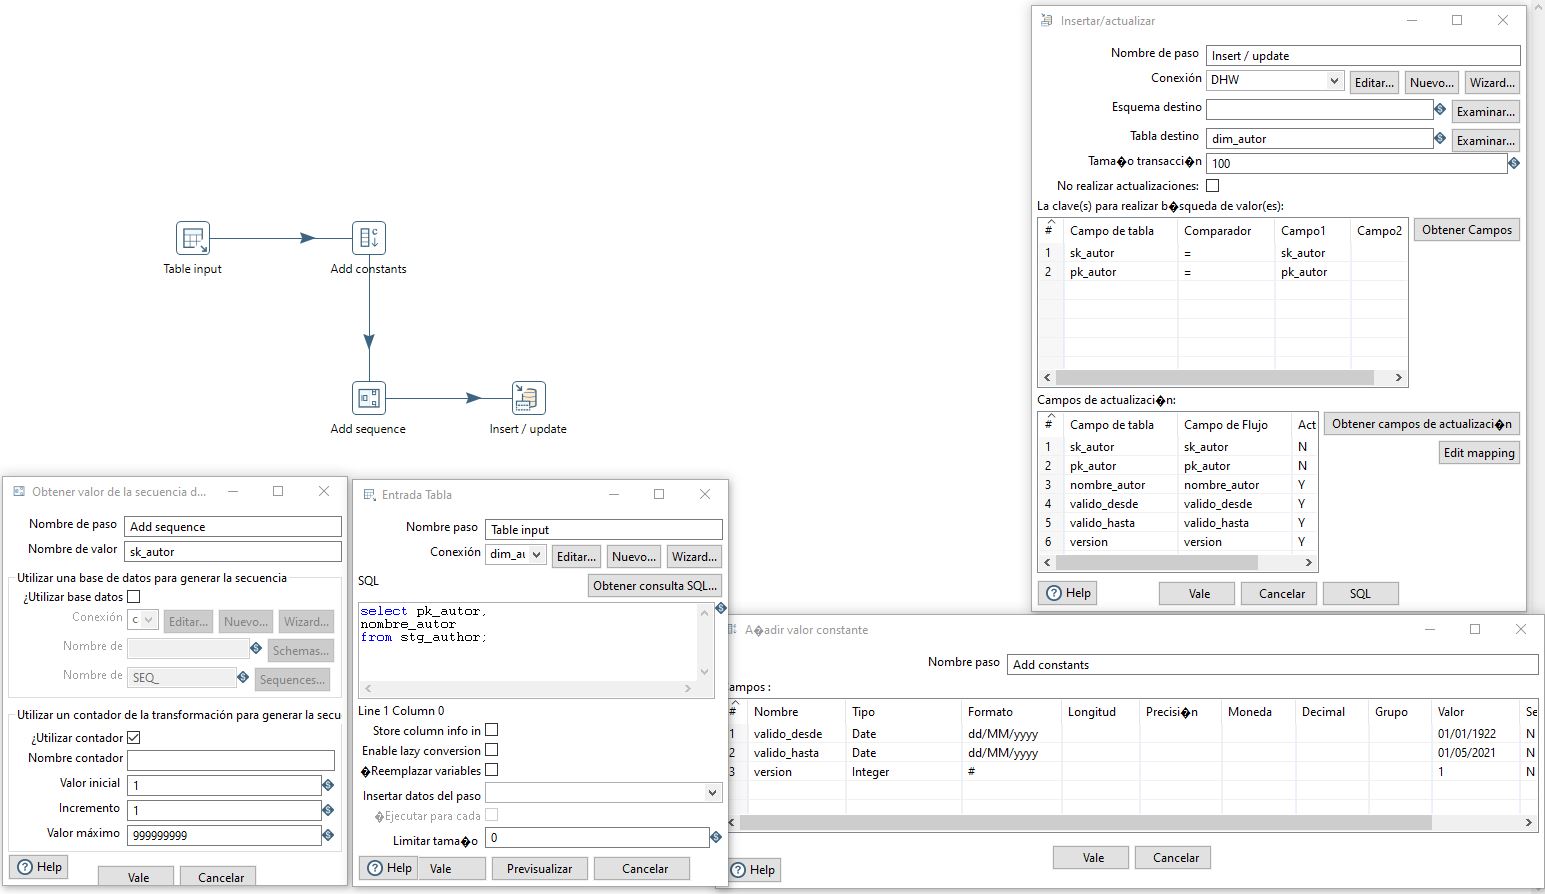 Table input
Add constants
Add sequence
Insert / update
Insertar/actualizar
Nombre de paso Insert / update
Conexión DHW Editar... Nuevo... Wizard...
Esquema destino Examinar...
Tabla destino dim_autor Examinar...
Tama�o transacci�n 100
No realizar actualizaciones:
La clave(s) para realizar b�squeda de valor(es):
# Campo de tabla Comparador Campo1 Campo2 Obtener Campos
1 sk_autor = sk_autor
2 pk_autor = pk_autor
Campos de actualizaci�n:
# Campo de tabla Campo de Flujo Act Obtener campos de actualizaci�n
1 sk_autor sk_autor N Edit mapping
2 pk_autor pk_autor N
3 nombre_autor nombre_autor Y
4 valido_desde valido_desde Y
5 valido_hasta valido_hasta Y
6 version version Y
Help Vale Cancelar SQL
Obtener valor de la secuencia d...
Nombre de paso Add sequence
Nombre de valor sk_autor
Utilizar una base de datos para generar la secuencia
¿Utilizar base datos
Conexión c Editar... Nuevo... Wizard...
Nombre de Schemas...
Nombre de SEQ_ Sequences...
Utilizar un contador de la transformación para generar la secu
¿Utilizar contador
Nombre contador
Valor inicial 1
Incremento 1
Valor máximo 999999999
Help Vale Cancelar
Entrada Tabla
Nombre paso Table input
Conexión dim_au Editar... Nuevo... Wizard...
SQL Obtener consulta SQL...
select pk_autor,
nombre_autor
from stg_author;
Line 1 Column 0
Store column info in
Enable lazy conversion
�Reemplazar variables
Insertar datos del paso
�Ejecutar para cada
Limitar tama�o 0
Help Vale Previsualizar Cancelar
A�adir valor constante
Nombre paso Add constants
ampos :
# Nombre Tipo Formato Longitud Precisi�n Moneda Decimal Grupo Valor Se
1 valido_desde Date dd/MM/yyyy 01/01/1922 N
2 valido_hasta Date dd/MM/yyyy 01/05/2021 N
3 version Integer # 1 N
Help Vale Cancelar